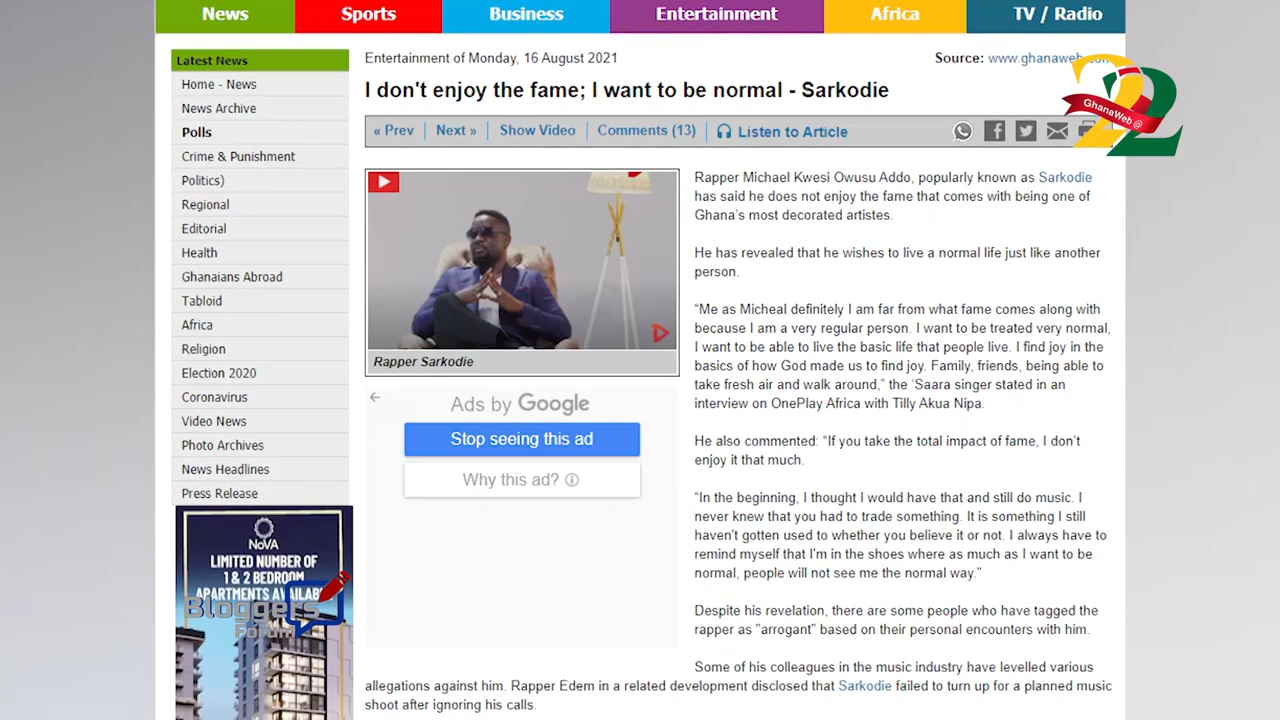 News Sports Business Entertainment Africa TV / Radio
Latest News
Home - News
News Archive
Polls
Crime & Punishment
Politics)
Regional
Editorial
Health
Ghanaians Abroad
Tabloid
Africa
Religion
Election 2020
Coronavirus
Video News
Photo Archives
News Headlines
Press Release
NoVA
LIMITED NUMBER OF
1 & 2 BEDROOM
APARTMENTS AVAILABLE
Bloggers
Forum
Entertainment of Monday, 16 August 2021
Source: www.ghanaweb.com
GhanaWeb @
22
I don't enjoy the fame; I want to be normal - Sarkodie
« Prev Next » Show Video Comments (13) Listen to Article
Rapper Sarkodie
Ads by Google
Stop seeing this ad
Why this ad?
Rapper Michael Kwesi Owusu Addo, popularly known as Sarkodie
has said he does not enjoy the fame that comes with being one of
Ghana's most decorated artistes.
He has revealed that he wishes to live a normal life just like another
person.
“Me as Micheal definitely I am far from what fame comes along with
because I am a very regular person. I want to be treated very normal,
I want to be able to live the basic life that people live. I find joy in the
basics of how God made us to find joy. Family, friends, being able to
take fresh air and walk around,” the ‘Saara singer stated in an
interview on OnePlay Africa with Tilly Akua Nipa.
He also commented: “If you take the total impact of fame, I don’t
enjoy it that much.
“In the beginning, I thought I would have that and still do music. I
never knew that you had to trade something. It is something I still
haven’t gotten used to whether you believe it or not. I always have to
remind myself that I’m in the shoes where as much as I want to be
normal, people will not see me the normal way.”
Despite his revelation, there are some people who have tagged the
rapper as "arrogant" based on their personal encounters with him.
Some of his colleagues in the music industry have levelled various
allegations against him. Rapper Edem in a related development disclosed that Sarkodie failed to turn up for a planned music
shoot after ignoring his calls.